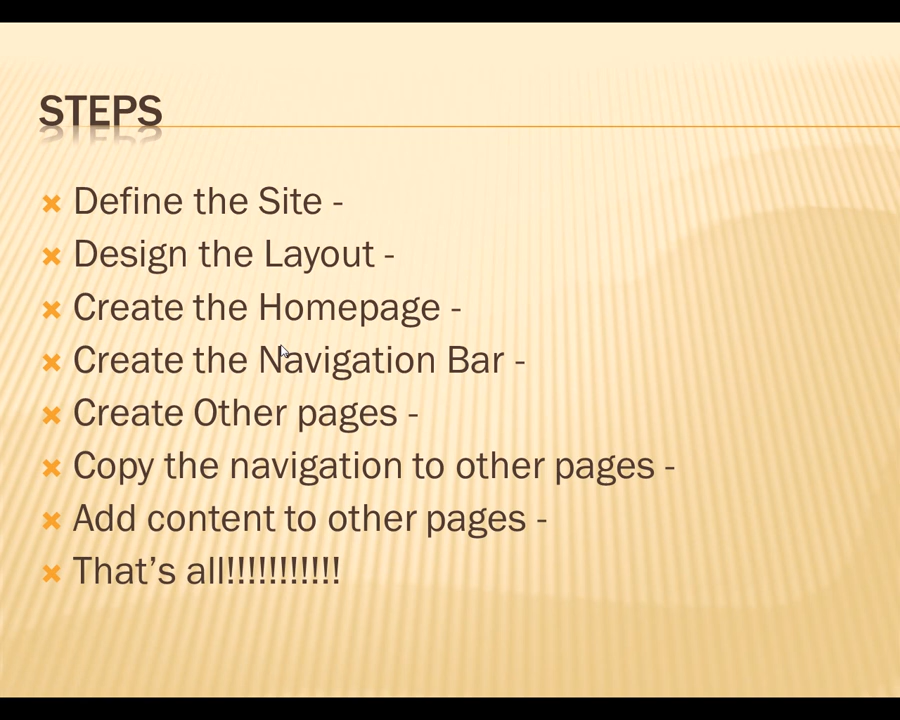 STEPS
Define the Site -
Design the Layout -
Create the Homepage -
Create the Navigation Bar -
Create Other pages -
Copy the navigation to other pages -
Add content to other pages -
That’s all!!!!!!!!!!!